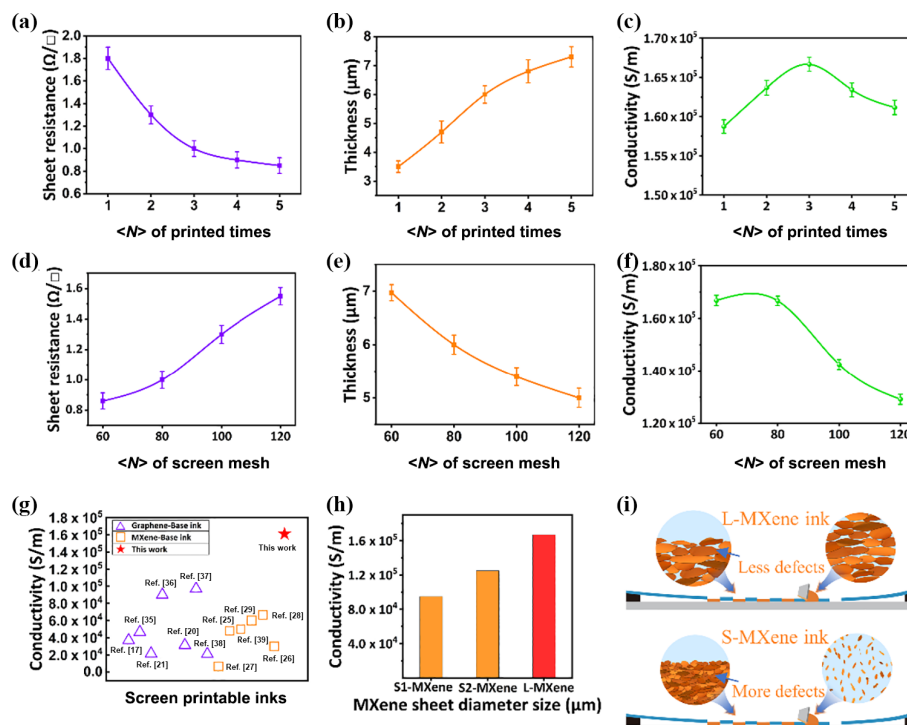 (a)
Sheet resistance (Ω/□)
2.0
1.8
1.6
1.4
1.2
1.0
0.8
0.6
1 2 3 4 5
<N> of printed times
(b)
Thickness (μm)
8
7
6
5
4
3
2
1 2 3 4 5
<N> of printed times
(c)
Conductivity (S/m)
1.70 x 10⁵
1.65 x 10⁵
1.60 x 10⁵
1.55 x 10⁵
1.50 x 10⁵
1 2 3 4 5
<N> of printed times
(d)
Sheet resistance (Ω/□)
1.6
1.4
1.2
1.0
0.8
60 80 100 120
<N> of screen mesh
(e)
Thickness (μm)
7
6
5
60 80 100 120
<N> of screen mesh
(f)
Conductivity (S/m)
1.80 x 10⁵
1.60 x 10⁵
1.40 x 10⁵
1.20 x 10⁵
60 80 100 120
<N> of screen mesh
(g)
Conductivity (S/m)
1.8 x 10⁵
1.6 x 10⁵
1.4 x 10⁵
1.2 x 10⁵
1.0 x 10⁵
8.0 x 10⁴
6.0 x 10⁴
4.0 x 10⁴
2.0 x 10⁴
0.0
Graphene-Base ink
MXene-Base ink
This work
This work
Ref. [36]
Ref. [37]
Ref. [35]
Ref. [17]
Ref. [21]
Ref. [20]
Ref. [38]
Ref. [25]
Ref. [29]
Ref. [28]
Ref. [39]
Ref. [26]
Ref. [27]
Screen printable inks
(h)
Conductivity (S/m)
1.6 x 10⁵
1.2 x 10⁵
8.0 x 10⁴
4.0 x 10⁴
S1-MXene S2-MXene L-MXene
MXene sheet diameter size (μm)
(i)
L-MXene ink
Less defects
S-MXene ink
More defects